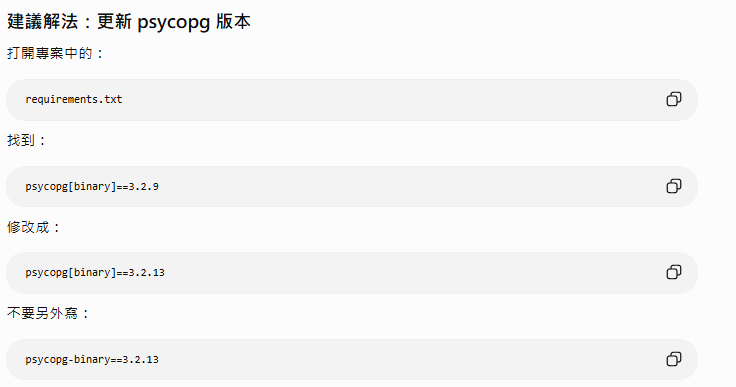 建議解法：更新 psycopg 版本
打開專案中的：
requirements.txt
找到：
psycopg[binary]==3.2.9
修改成：
psycopg[binary]==3.2.13
不要另外寫：
psycopg-binary==3.2.13